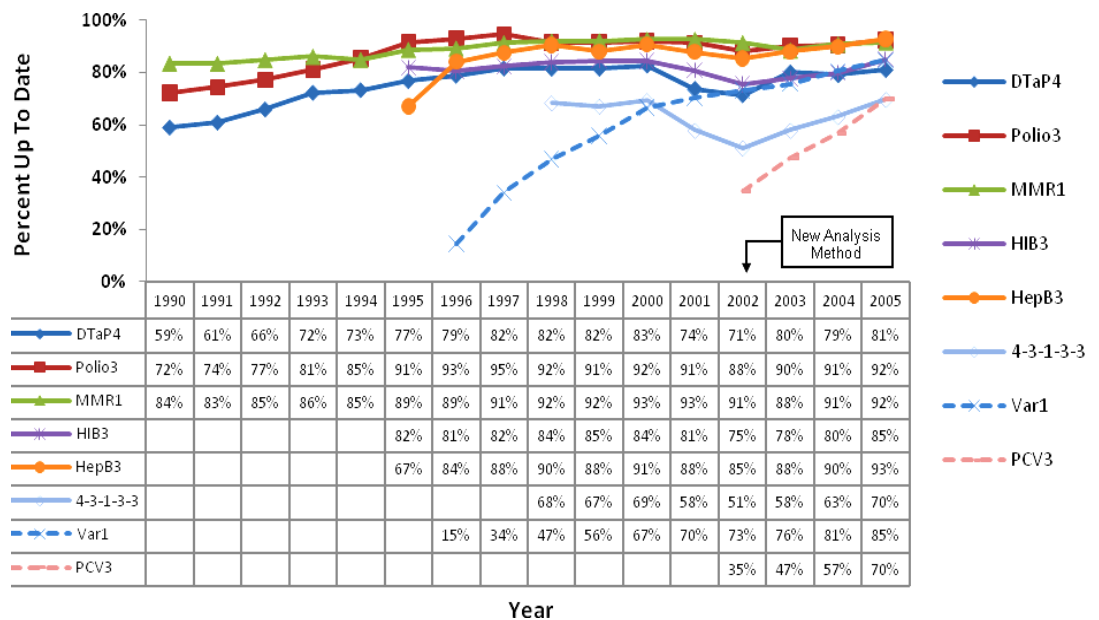 Percent Up To Date
100%
80%
60%
40%
20%
0%
New Analysis
Method
DTaP4
Polio3
MMR1
HIB3
HepB3
4-3-1-3-3
Var1
PCV3
1990 1991 1992 1993 1994 1995 1996 1997 1998 1999 2000 2001 2002 2003 2004 2005
DTaP4 59% 61% 66% 72% 73% 77% 79% 82% 82% 82% 83% 74% 71% 80% 79% 81%
Polio3 72% 74% 77% 81% 85% 91% 93% 95% 92% 91% 92% 91% 88% 90% 91% 92%
MMR1 84% 83% 85% 86% 85% 89% 89% 91% 92% 92% 93% 93% 91% 88% 91% 92%
HIB3 82% 81% 82% 84% 85% 84% 81% 75% 78% 80% 85%
HepB3 67% 84% 88% 90% 88% 91% 88% 85% 88% 90% 93%
4-3-1-3-3 68% 67% 69% 58% 51% 58% 63% 70%
Var1 15% 34% 47% 56% 67% 70% 73% 76% 81% 85%
PCV3 35% 47% 57% 70%
Year